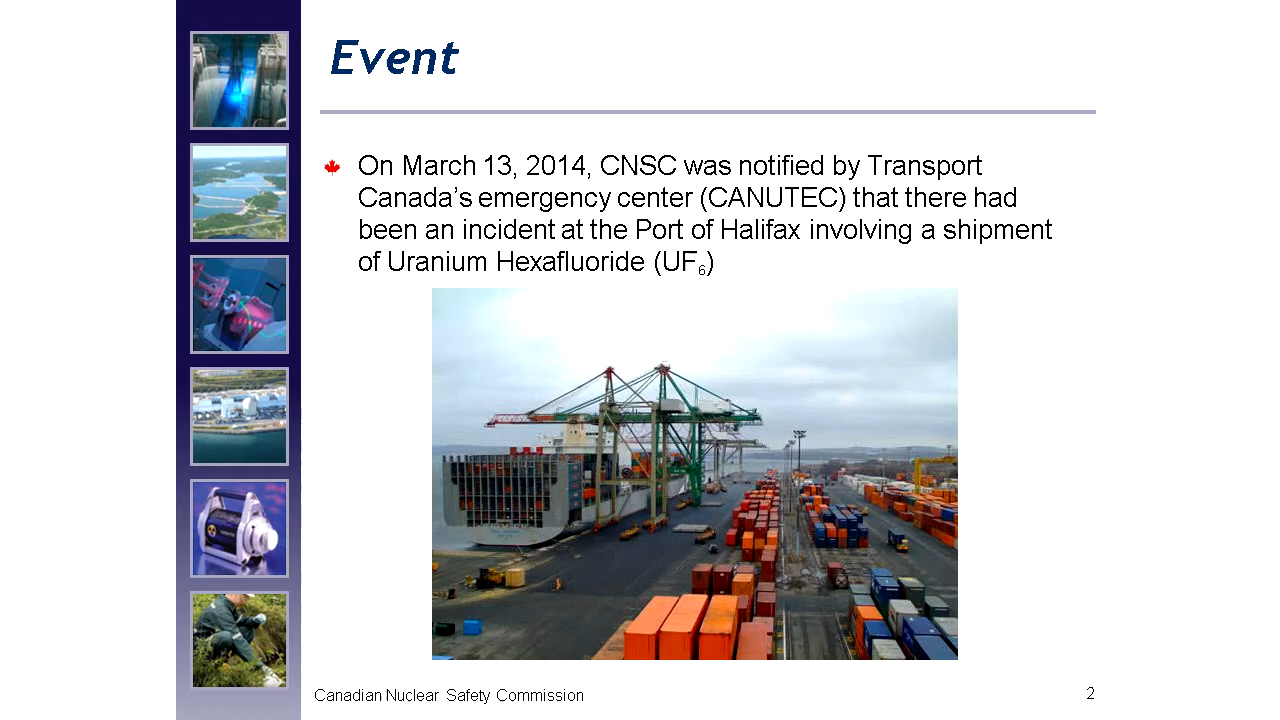 Event
On March 13, 2014, CNSC was notified by Transport
Canada’s emergency center (CANUTEC) that there had
been an incident at the Port of Halifax involving a shipment
of Uranium Hexafluoride (UF₆)
Canadian Nuclear Safety Commission
2